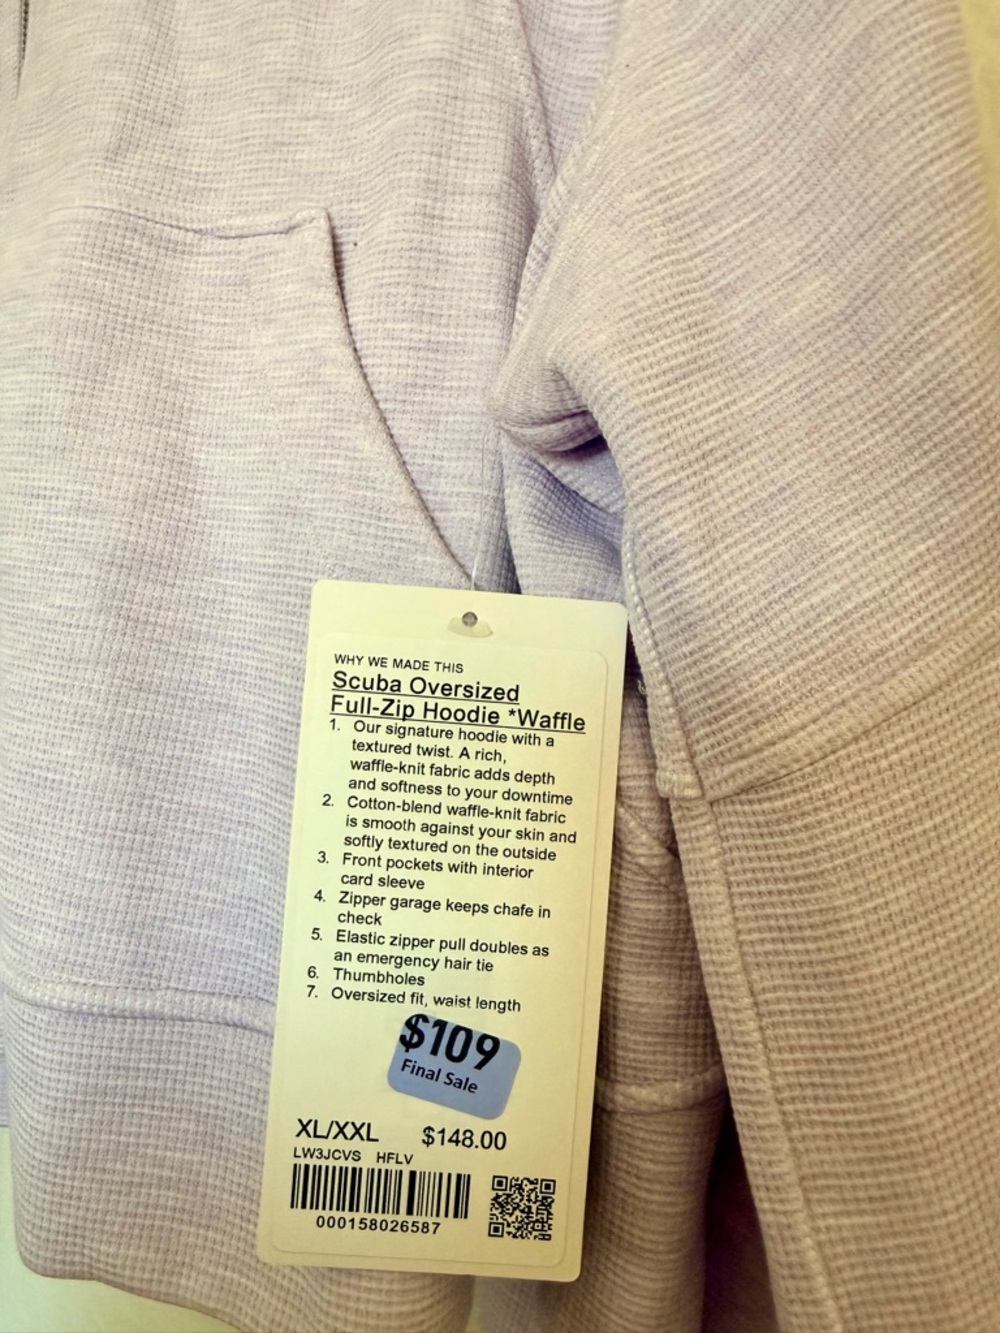 WHY WE MADE THIS
Scuba Oversized
Full-Zip Hoodie *Waffle
1. Our signature hoodie with a
textured twist. A rich,
waffle-knit fabric adds depth
and softness to your downtime
2. Cotton-blend waffle-knit fabric
is smooth against your skin and
softly textured on the outside
3. Front pockets with interior
card sleeve
4. Zipper garage keeps chafe in
check
5. Elastic zipper pull doubles as
an emergency hair tie
6. Thumbholes
7. Oversized fit, waist length
$109
Final Sale
XL/XXL $148.00
LW3JCVS HFLV
000158026587